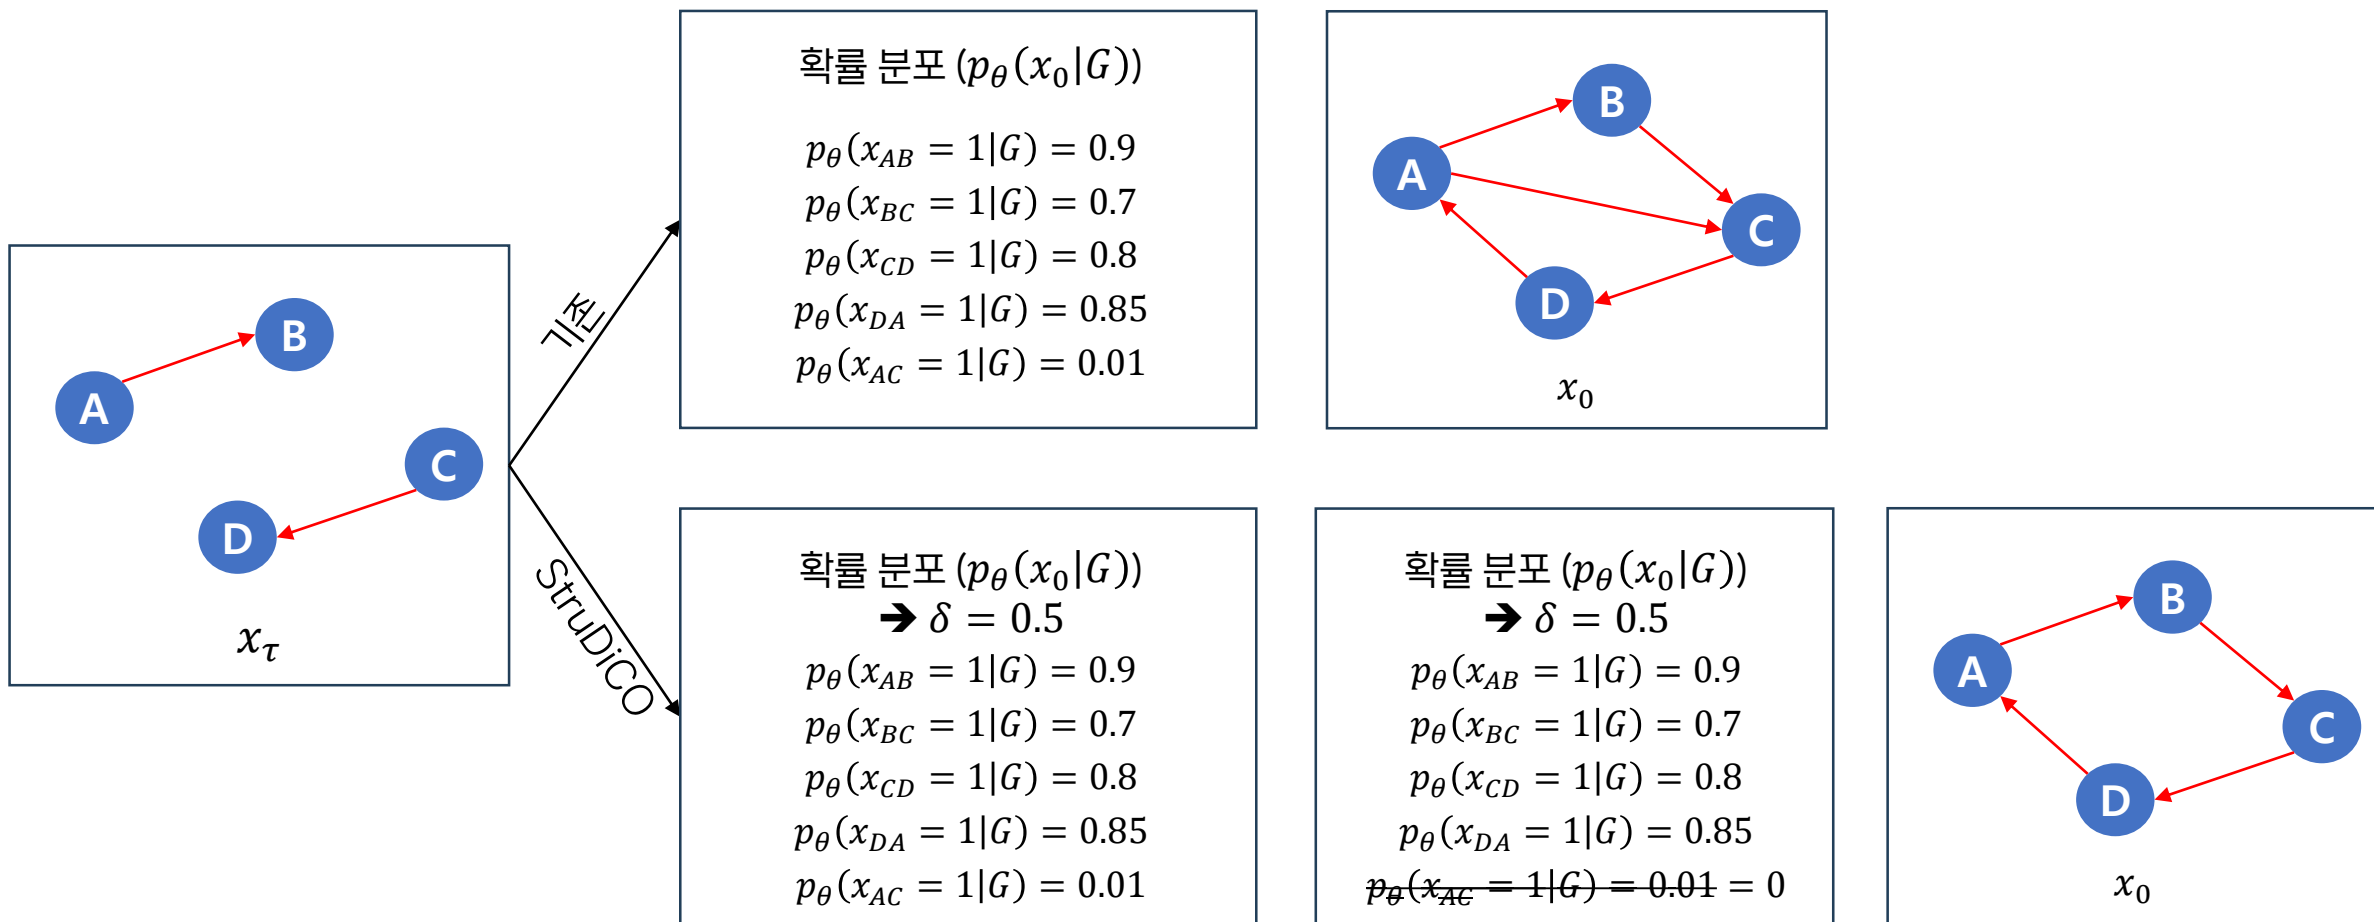 A
B
C
D
x_τ
기존
StruDiCO
확률 분포 (p_θ(x_0|G))
p_θ(x_AB = 1|G) = 0.9
p_θ(x_BC = 1|G) = 0.7
p_θ(x_CD = 1|G) = 0.8
p_θ(x_DA = 1|G) = 0.85
p_θ(x_AC = 1|G) = 0.01
B
A
C
D
x_0
확률 분포 (p_θ(x_0|G))
➔ δ = 0.5
p_θ(x_AB = 1|G) = 0.9
p_θ(x_BC = 1|G) = 0.7
p_θ(x_CD = 1|G) = 0.8
p_θ(x_DA = 1|G) = 0.85
p_θ(x_AC = 1|G) = 0.01
확률 분포 (p_θ(x_0|G))
➔ δ = 0.5
p_θ(x_AB = 1|G) = 0.9
p_θ(x_BC = 1|G) = 0.7
p_θ(x_CD = 1|G) = 0.8
p_θ(x_DA = 1|G) = 0.85
p_θ(x_AC = 1|G) = 0.01 = 0
B
A
C
D
x_0